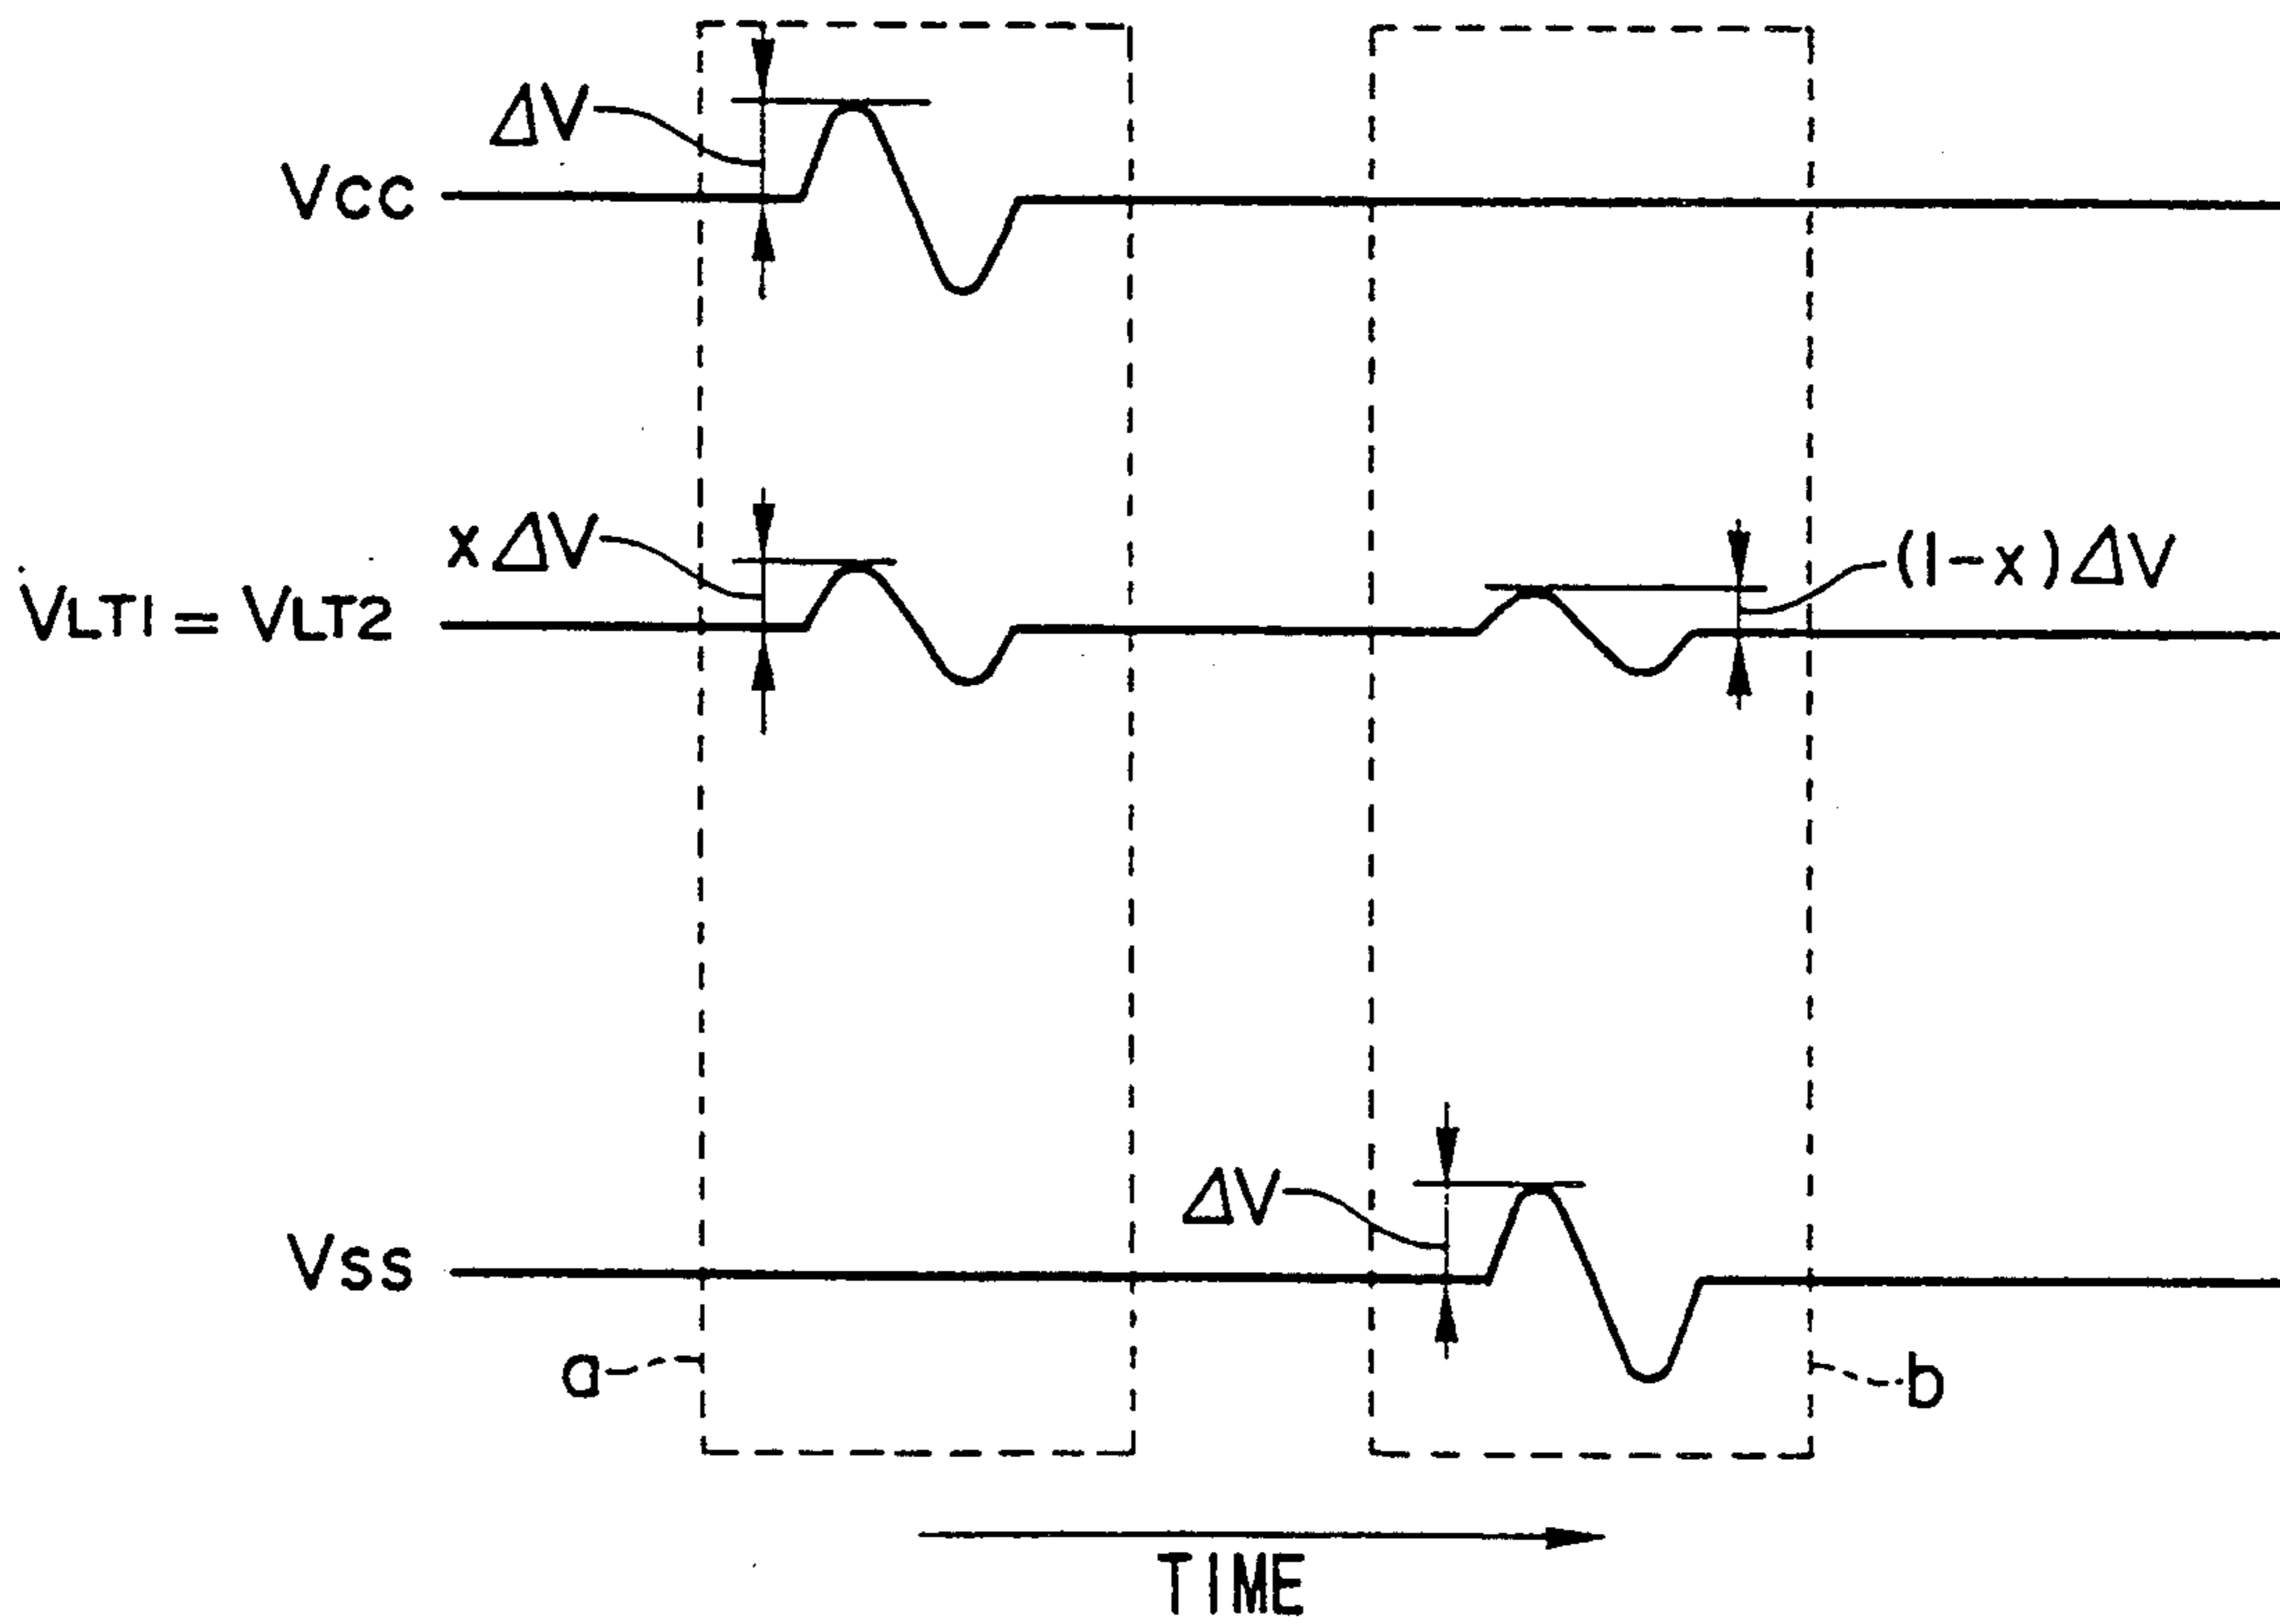 ΔV
Vcc
xΔV
VLT1 = VLT2
(1-x)ΔV
ΔV
Vss
a
b
TIME